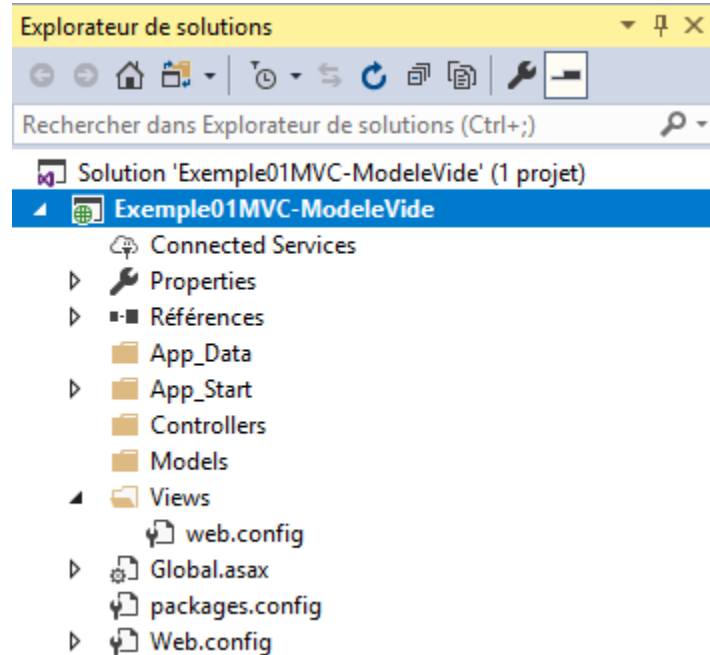 Explorateur de solutions
Rechercher dans Explorateur de solutions (Ctrl+;)
Solution 'Exemple01MVC-ModeleVide' (1 projet)
Exemple01MVC-ModeleVide
Connected Services
Properties
Références
App_Data
App_Start
Controllers
Models
Views
web.config
Global.asax
packages.config
Web.config